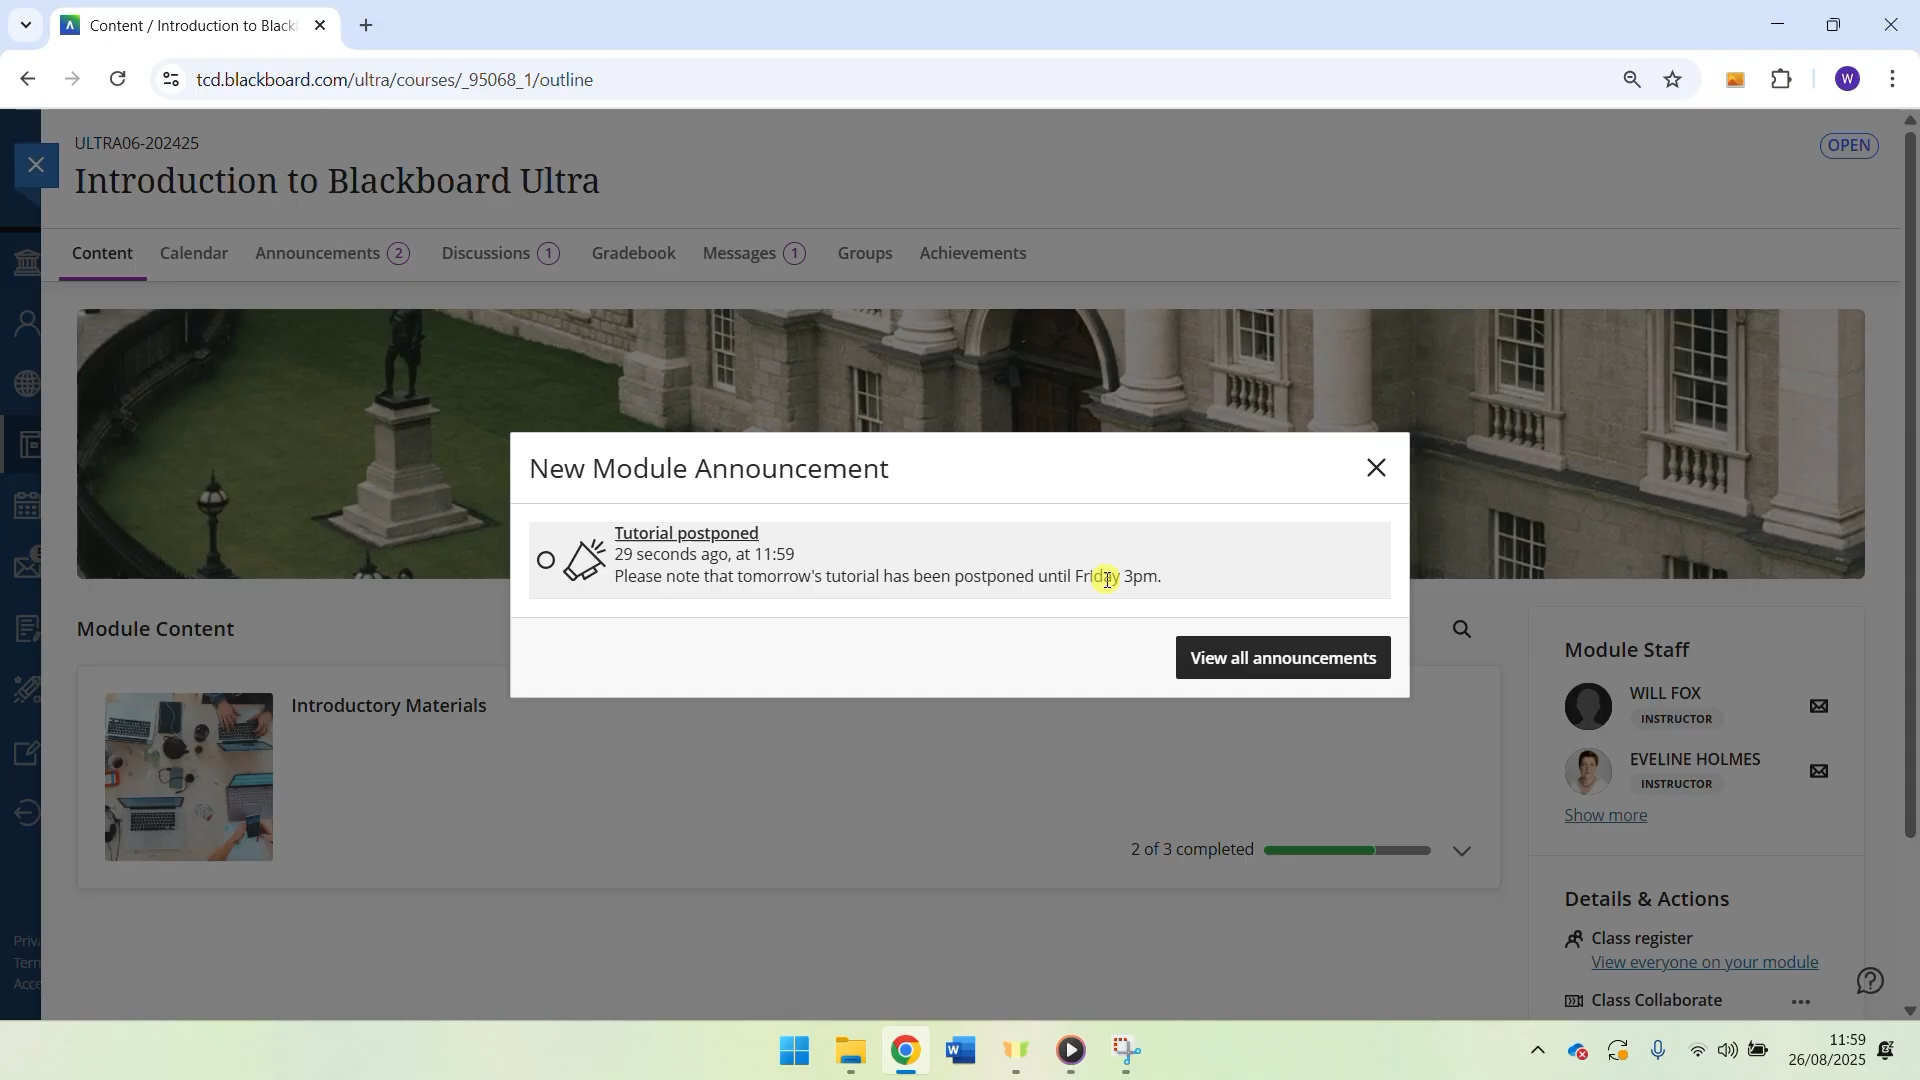 Content / Introduction to Black
tcd.blackboard.com/ultra/courses/_95068_1/outline
W
ULTRA06-202425
OPEN
Introduction to Blackboard Ultra
Content
Calendar
Announcements 2
Discussions 1
Gradebook
Messages 1
Groups
Achievements
New Module Announcement
Tutorial postponed
29 seconds ago, at 11:59
Please note that tomorrow's tutorial has been postponed until Friday 3pm.
View all announcements
Module Content
Introductory Materials
2 of 3 completed
Module Staff
WILL FOX
INSTRUCTOR
EVELINE HOLMES
INSTRUCTOR
Show more
Details & Actions
Class register
View everyone on your module
Class Collaborate
Priv
Tern
Acce
11:59
26/08/2025